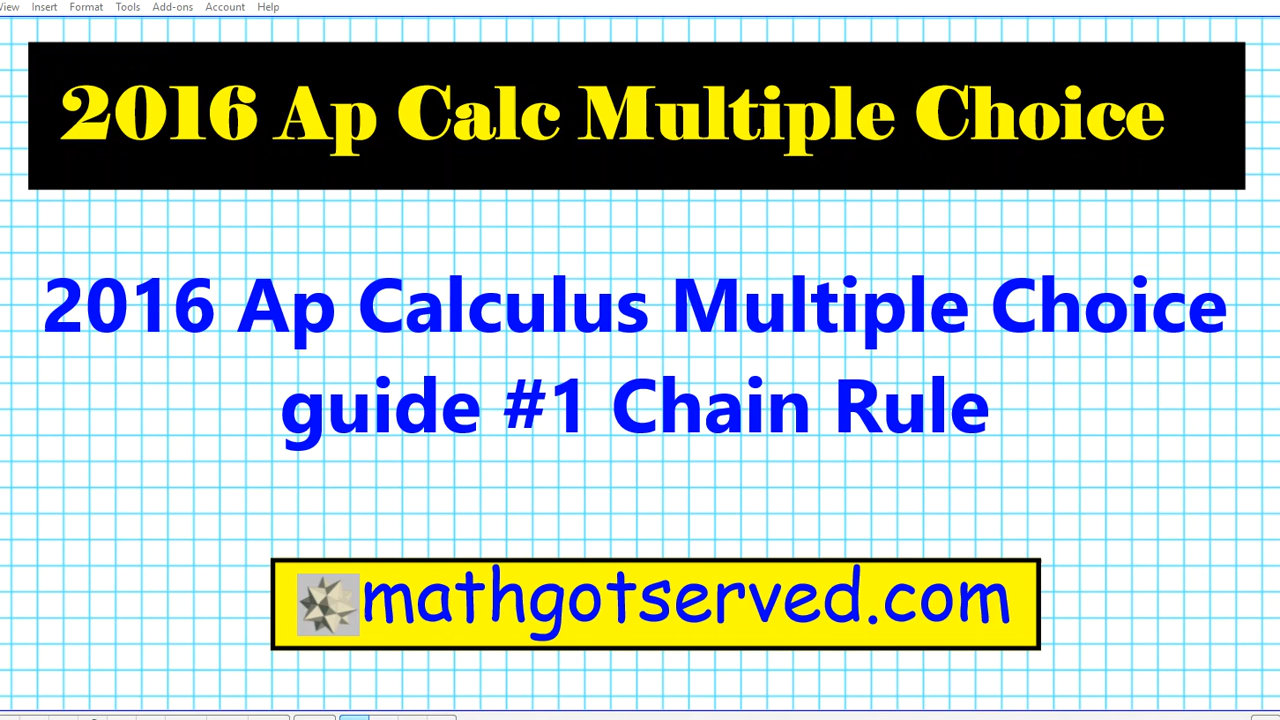 View Insert Format Tools Add-ons Account Help
2016 Ap Calc Multiple Choice
2016 Ap Calculus Multiple Choice
guide #1 Chain Rule
mathgotserved.com